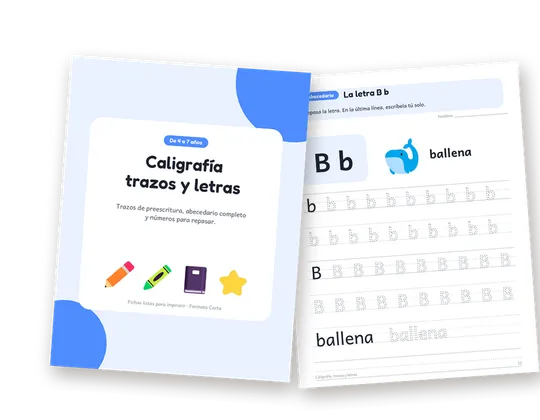 De 4 a 7 años
Caligrafía
trazos y letras
Trazos de preescritura, abecedario completo
y números para repasar.
Fichas listas para imprimir · Formato Carta
abecedario
La letra B b
repasa la letra. En la última línea, escríbela tú solo.
Nombre:
B b
ballena
b b b b b b b b b b
b b b b b b b b b b
B B B B B B B B B B
B B B B B B B B B B
ballena ballena
Caligrafía: trazos y letras